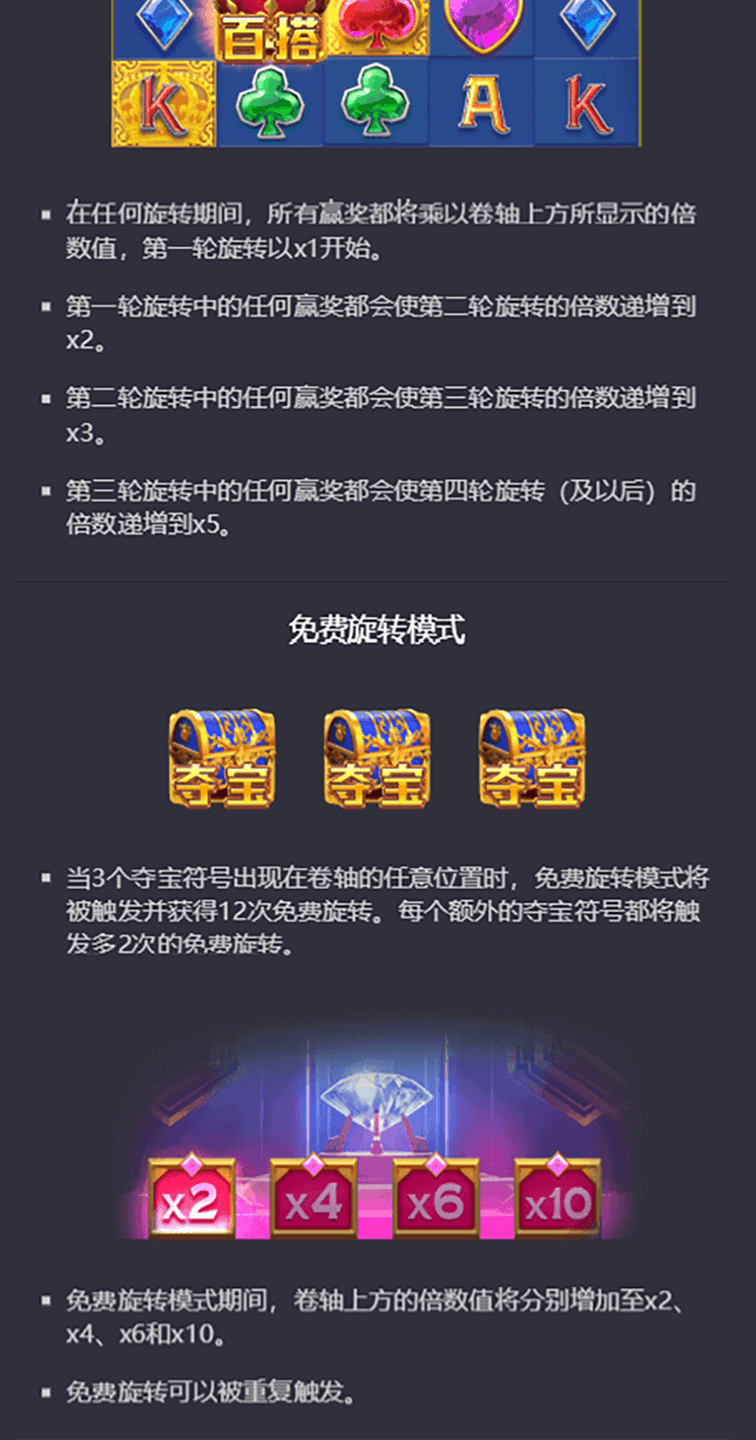 百搭
K A K
在任何旋转期间，所有赢奖都将乘以卷轴上方所显示的倍
数值，第一轮旋转以x1开始。
第一轮旋转中的任何赢奖都会使第二轮旋转的倍数递增到
x2。
第二轮旋转中的任何赢奖都会使第三轮旋转的倍数递增到
x3。
第三轮旋转中的任何赢奖都会使第四轮旋转（及以后）的
倍数递增到x5。
免费旋转模式
夺宝 夺宝 夺宝
当3个夺宝符号出现在卷轴的任意位置时，免费旋转模式将
被触发并获得12次免费旋转。每个额外的夺宝符号都将触
发多2次的免费旋转。
x2 x4 x6 x10
免费旋转模式期间，卷轴上方的倍数值将分别增加至x2、
x4、x6和x10。
免费旋转可以被重复触发。